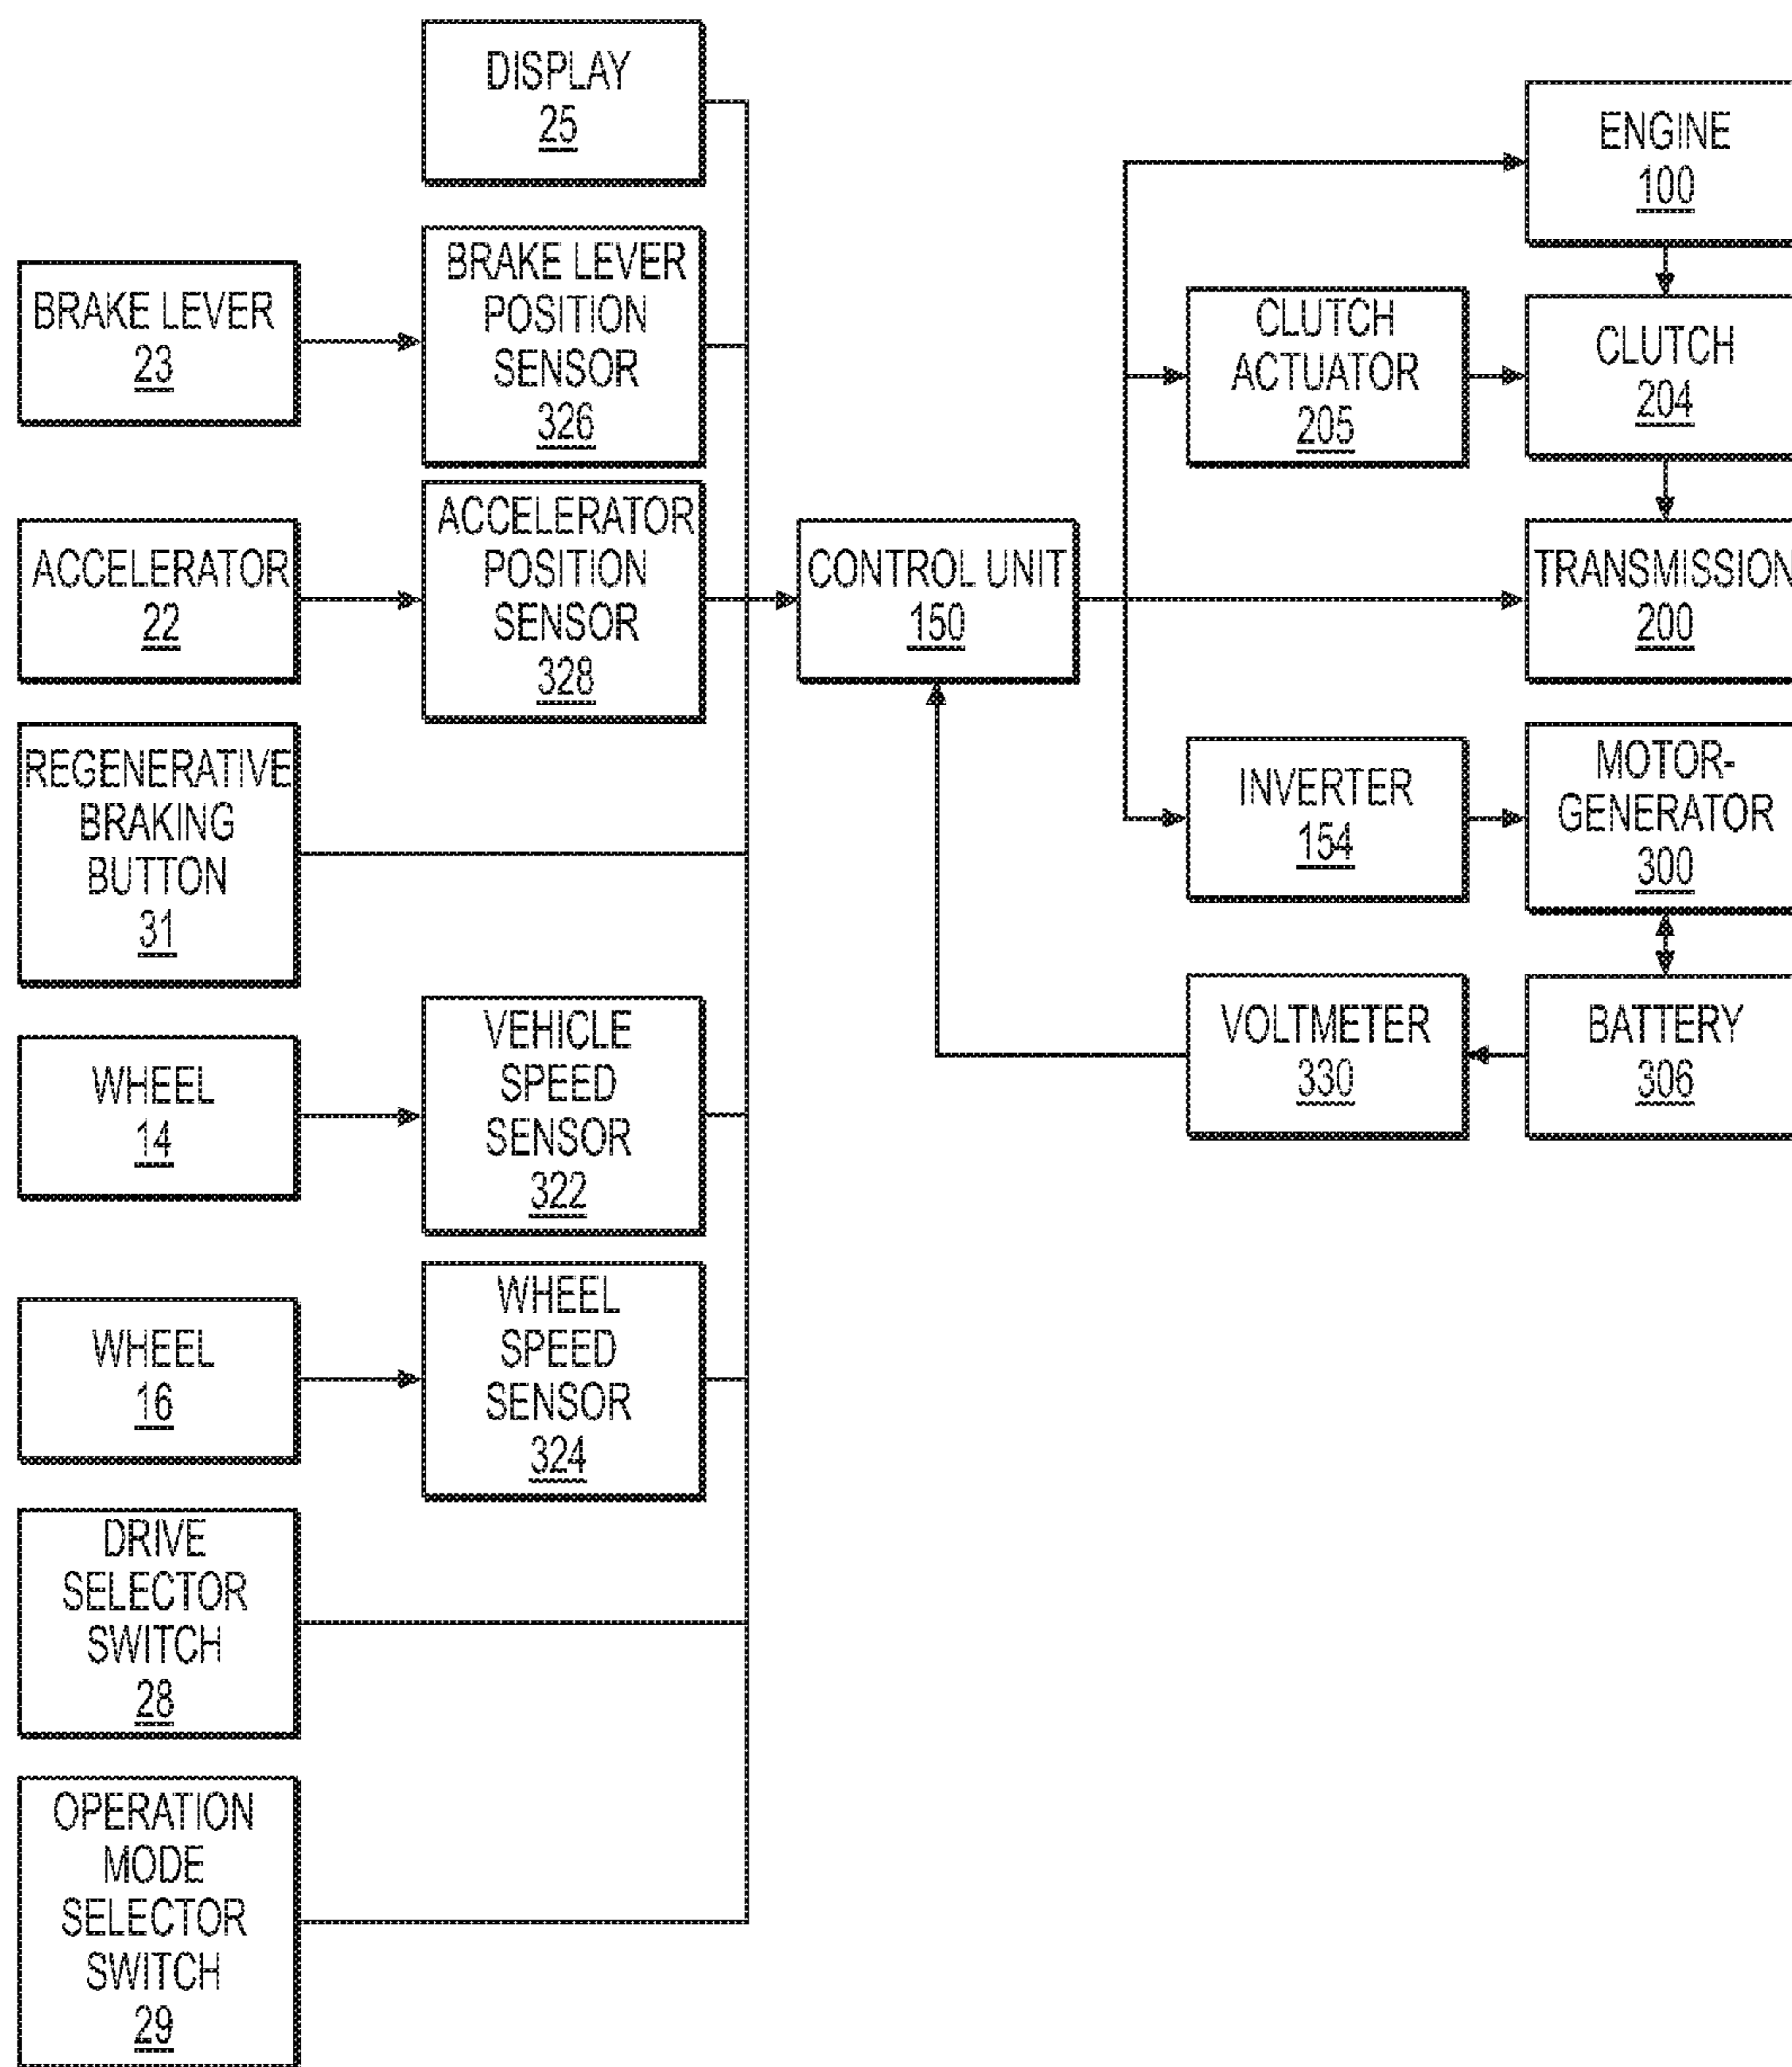 DISPLAY
25
BRAKE LEVER
23
BRAKE LEVER
POSITION
SENSOR
326
ACCELERATOR
22
ACCELERATOR
POSITION
SENSOR
328
REGENERATIVE
BRAKING
BUTTON
31
WHEEL
14
VEHICLE
SPEED
SENSOR
322
WHEEL
16
WHEEL
SPEED
SENSOR
324
DRIVE
SELECTOR
SWITCH
28
OPERATION
MODE
SELECTOR
SWITCH
29
CONTROL UNIT
150
ENGINE
100
CLUTCH
ACTUATOR
205
CLUTCH
204
TRANSMISSION
200
INVERTER
154
MOTOR-
GENERATOR
300
VOLTMETER
330
BATTERY
306